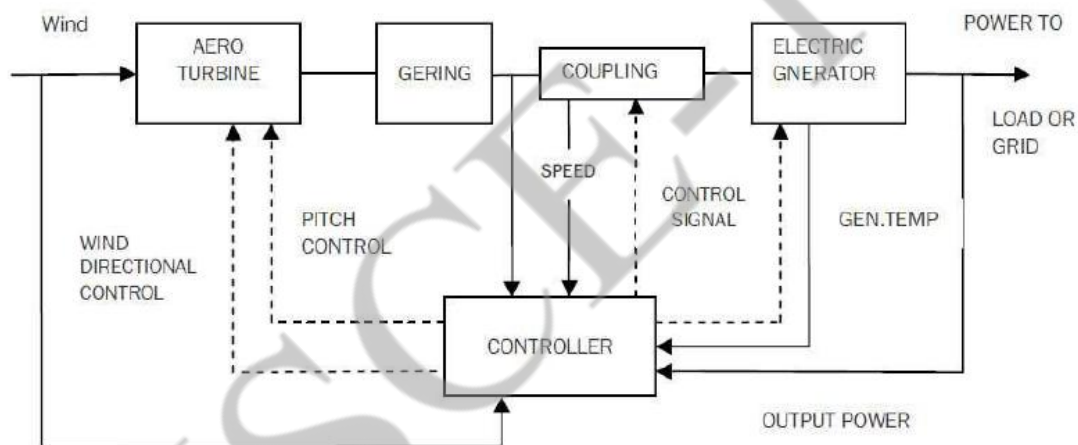 Wind
AERO
TURBINE
GERING
COUPLING
ELECTRIC
GNERATOR
POWER TO
LOAD OR
GRID
SPEED
CONTROL
SIGNAL
GEN.TEMP
PITCH
CONTROL
WIND
DIRECTIONAL
CONTROL
CONTROLLER
OUTPUT POWER